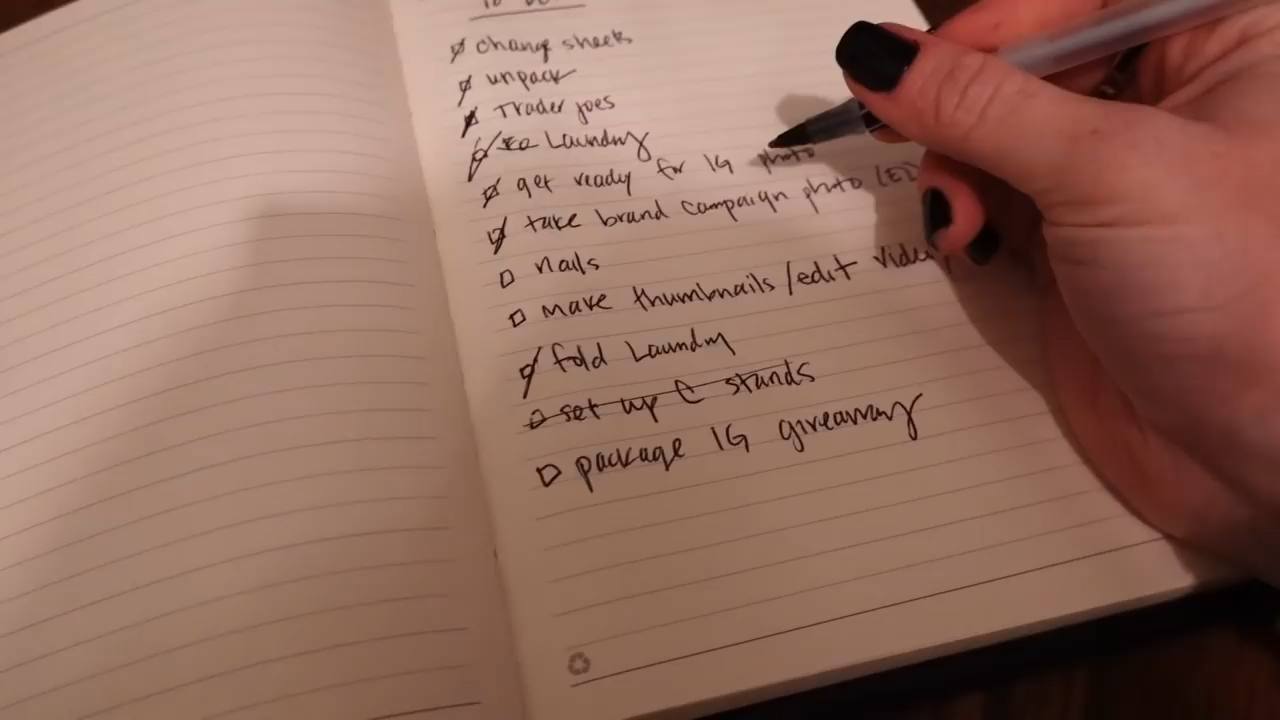 change sheets
unpack
Trader Joes
Laundry
get ready for IG photo
take brand campaign photo
nails
make thumbnails/edit
fold Laundry
set up C stands
package IG giveaway